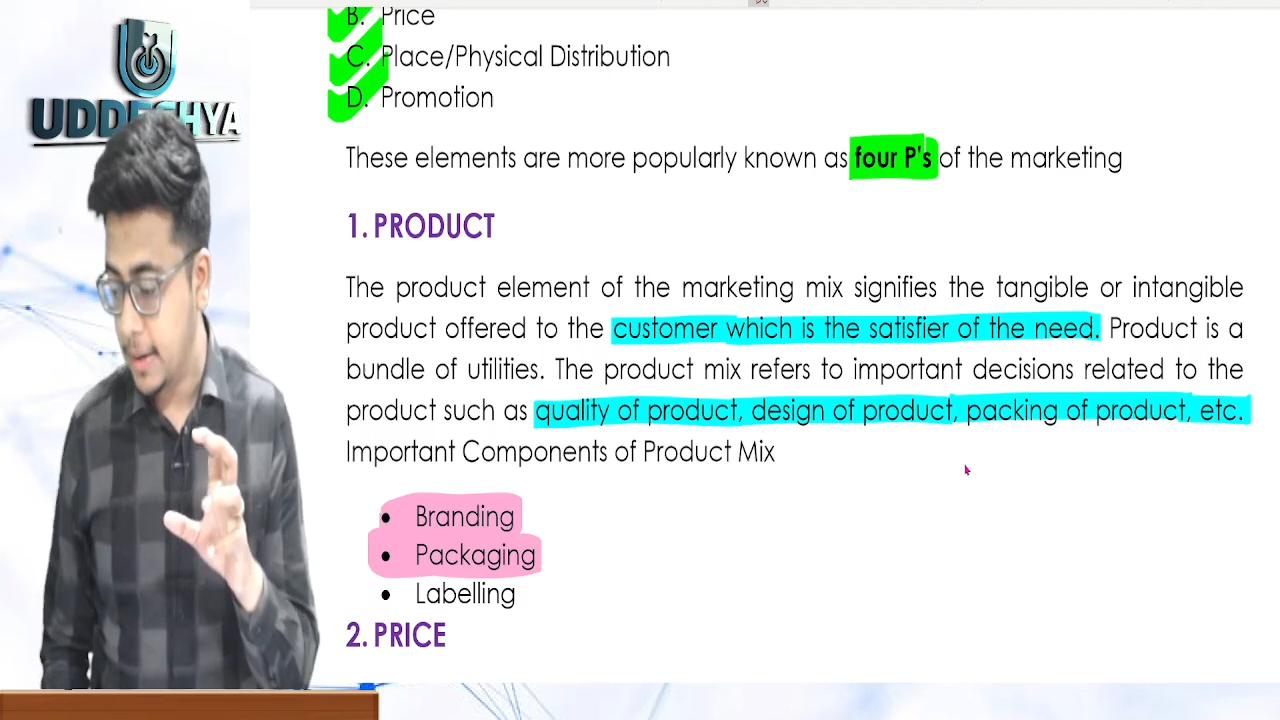 B. Price
UDDESHYA
C. Place/Physical Distribution
D. Promotion
These elements are more popularly known as four P's of the marketing
1. PRODUCT
The product element of the marketing mix signifies the tangible or intangible
product offered to the customer which is the satisfier of the need. Product is a
bundle of utilities. The product mix refers to important decisions related to the
product such as quality of product, design of product, packing of product, etc.
Important Components of Product Mix
• Branding
• Packaging
• Labelling
2. PRICE